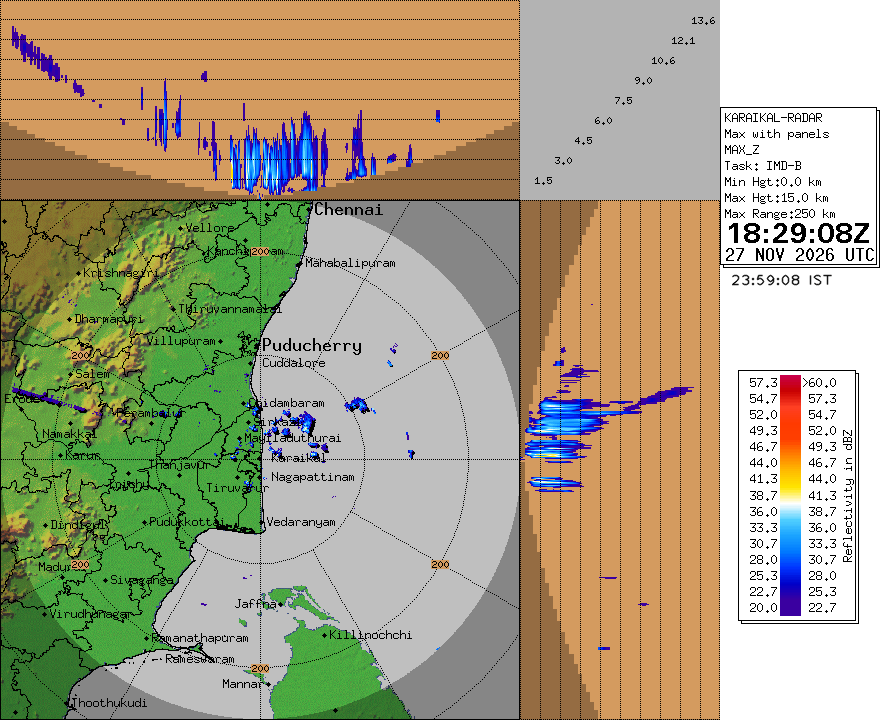 13.6
12.1
10.6
9.0
7.5
6.0
4.5
3.0
1.5
KARAIKAL-RADAR
Max with panels
MAX_Z
Task: IMD-B
Min Hgt:0.0 km
Max Hgt:15.0 km
Max Range:250 km
18:29:08Z
27 NOV 2026 UTC
23:59:08 IST
Chennai
Vellore
200
Mahabalipuram
Krishnagiri
Thiruvannamalai
Dharmapuri
Villupuram
Puducherry
200
200
Cuddalore
Salem
Chidambaram
Perambalur
Namakkal
Mayiladuthurai
Karur
Karaikal
Thanjavur
Nagapattinam
Tiruvarur
Dindigul
Pudukkottai
Vedaranyam
200
200
Sivaganga
Jaffna
Virudhunagar
Killinochchi
Ramanathapuram
Rameswaram
200
Mannar
Thoothukudi
57.3 >60.0
54.7 57.3
52.0 54.7
49.3 52.0
46.7 49.3
44.0 46.7
41.3 44.0
38.7 41.3
36.0 38.7
33.3 36.0
30.7 33.3
28.0 30.7
25.3 28.0
22.7 25.3
20.0 22.7
Reflectivity in dBZ